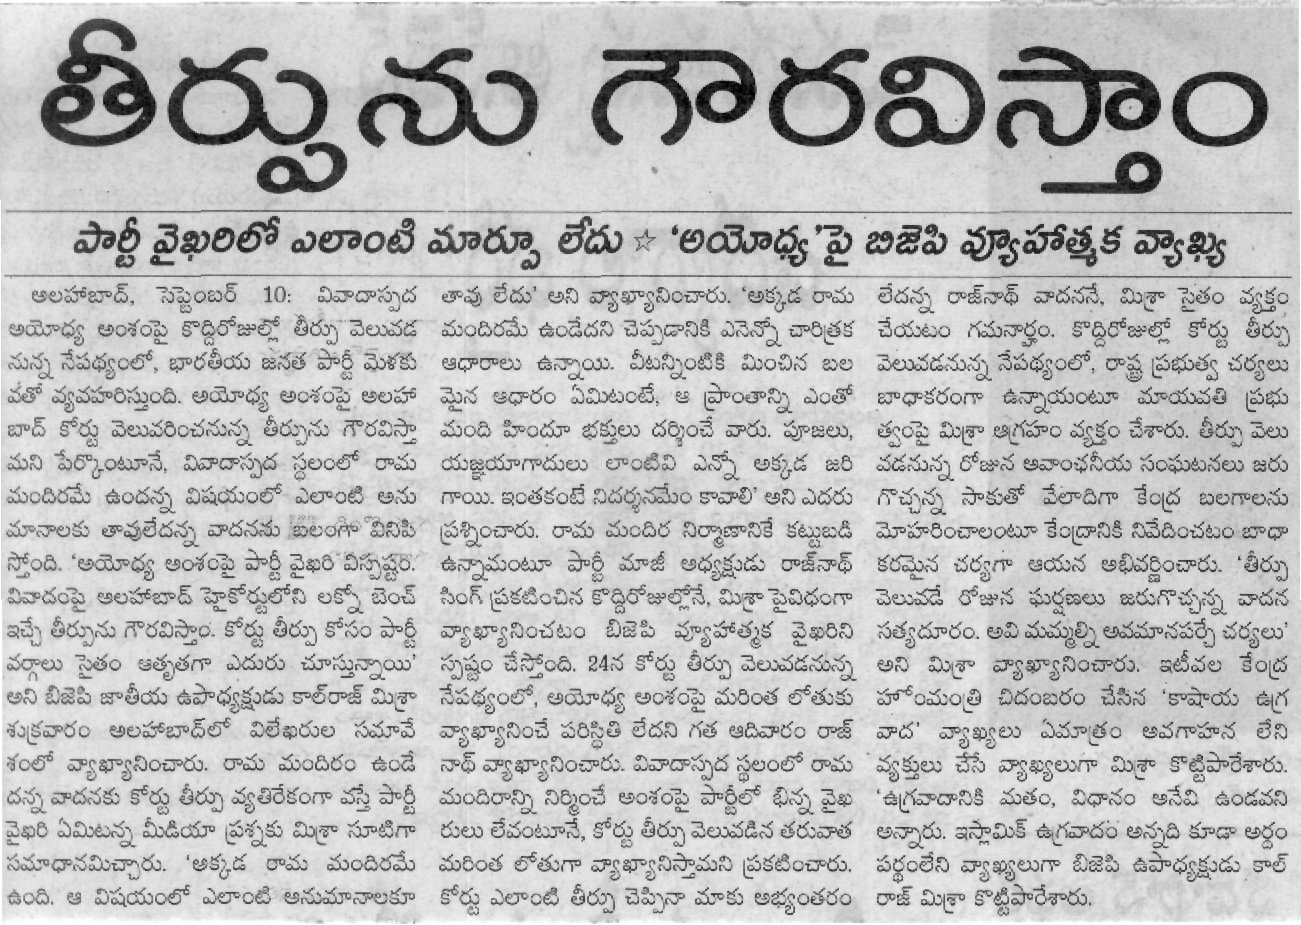 తీర్పును గౌరవిస్తాం
పార్టీ వైఖరిలో ఎలాంటి మార్పూ లేదు ☆ ‘అయోధ్య’పై బిజెపి వ్యూహాత్మక వ్యాఖ్య
అలహాబాద్, సెప్టెంబర్ 10: వివాదాస్పద
అయోధ్య అంశంపై కొద్దిరోజుల్లో తీర్పు వెలువడ
నున్న నేపథ్యంలో, భారతీయ జనత పార్టీ మెళకు
వతో వ్యవహరిస్తుంది. అయోధ్య అంశంపై అలహా
బాద్ కోర్టు వెలువరించనున్న తీర్పును గౌరవిస్తా
మని పేర్కొంటూనే, వివాదాస్పద స్థలంలో రామ
మందిరమే ఉందన్న విషయంలో ఎలాంటి అను
మానాలకు తావులేదన్న వాదనను బలంగా వినిపి
స్తోంది. ‘అయోధ్య అంశంపై పార్టీ వైఖరి విస్పష్టం.
వివాదంపై అలహాబాద్ హైకోర్టులోని లక్నో బెంచ్
ఇచ్చే తీర్పును గౌరవిస్తాం. కోర్టు తీర్పు కోసం పార్టీ
వర్గాలు సైతం ఆతృతగా ఎదురు చూస్తున్నాయి’
అని బిజెపి జాతీయ ఉపాధ్యక్షుడు కాల్‌రాజ్ మిశ్రా
శుక్రవారం అలహాబాద్‌లో విలేఖరుల సమావే
శంలో వ్యాఖ్యానించారు. రామ మందిరం ఉండే
దన్న వాదనకు కోర్టు తీర్పు వ్యతిరేకంగా వస్తే పార్టీ
వైఖరి ఏమిటన్న మీడియా ప్రశ్నకు మిశ్రా సూటిగా
సమాధానమిచ్చారు. ‘అక్కడ రామ మందిరమే
ఉంది. ఆ విషయంలో ఎలాంటి అనుమానాలకూ
తావు లేదు’ అని వ్యాఖ్యానించారు. ‘అక్కడ రామ
మందిరమే ఉండేదని చెప్పడానికి ఎనెన్నో చారిత్రక
ఆధారాలు ఉన్నాయి. వీటన్నింటికి మించిన బల
మైన ఆధారం ఏమిటంటే, ఆ ప్రాంతాన్ని ఎంతో
మంది హిందూ భక్తులు దర్శించే వారు. పూజలు,
యజ్ఞయాగాదులు లాంటివి ఎన్నో అక్కడ జరి
గాయి. ఇంతకంటే నిదర్శనమేం కావాలి’ అని ఎదరు
ప్రశ్నించారు. రామ మందిర నిర్మాణానికే కట్టుబడి
ఉన్నామంటూ పార్టీ మాజీ అధ్యక్షుడు రాజ్‌నాథ్
సింగ్ ప్రకటించిన కొద్దిరోజుల్లోనే, మిశ్రా పైవిధంగా
వ్యాఖ్యానించటం బిజెపి వ్యూహాత్మక వైఖరిని
స్పష్టం చేస్తోంది. 24న కోర్టు తీర్పు వెలువడనున్న
నేపథ్యంలో, అయోధ్య అంశంపై మరింత లోతుకు
వ్యాఖ్యానించే పరిస్థితి లేదని గత ఆదివారం రాజ్
నాథ్ వ్యాఖ్యానించారు. వివాదాస్పద స్థలంలో రామ
మందిరాన్ని నిర్మించే అంశంపై పార్టీలో భిన్న వైఖ
రులు లేవంటూనే, కోర్టు తీర్పు వెలువడిన తరువాత
మరింత లోతుగా వ్యాఖ్యానిస్తామని ప్రకటించారు.
కోర్టు ఎలాంటి తీర్పు చెప్పినా మాకు అభ్యంతరం
లేదన్న రాజ్‌నాథ్ వాదననే, మిశ్రా సైతం వ్యక్తం
చేయటం గమనార్హం. కొద్దిరోజుల్లో కోర్టు తీర్పు
వెలువడనున్న నేపథ్యంలో, రాష్ట్ర ప్రభుత్వ చర్యలు
బాధాకరంగా ఉన్నాయంటూ మాయవతి ప్రభు
త్వంపై మిశ్రా ఆగ్రహం వ్యక్తం చేశారు. తీర్పు వెలు
వడనున్న రోజున ఆవాంఛనీయ సంఘటనలు జరు
గొచ్చన్న సాకుతో వేలాదిగా కేంద్ర బలగాలను
మోహరించాలంటూ కేంద్రానికి నివేదించటం బాధా
కరమైన చర్యగా ఆయన అభివర్ణించారు. ‘తీర్పు
వెలువడే రోజున ఘర్షణలు జరుగొచ్చన్న వాదన
సత్యదూరం. అవి మమ్మల్ని అవమానపర్చే చర్యలు’
అని మిశ్రా వ్యాఖ్యానించారు. ఇటీవల కేంద్ర
హోంమంత్రి చిదంబరం చేసిన ‘కాషాయ ఉగ్ర
వాద’ వ్యాఖ్యలు ఏమాత్రం అవగాహన లేని
వ్యక్తులు చేసే వ్యాఖ్యలుగా మిశ్రా కొట్టిపారేశారు.
‘ఉగ్రవాదానికి మతం, విధానం అనేవి ఉండవని
అన్నారు. ఇస్లామిక్ ఉగ్రవాదం అన్నది కూడా అర్థం
పర్థంలేని వ్యాఖ్యలుగా బిజెపి ఉపాధ్యక్షుడు కాల్
రాజ్ మిశ్రా కొట్టిపారేశారు.